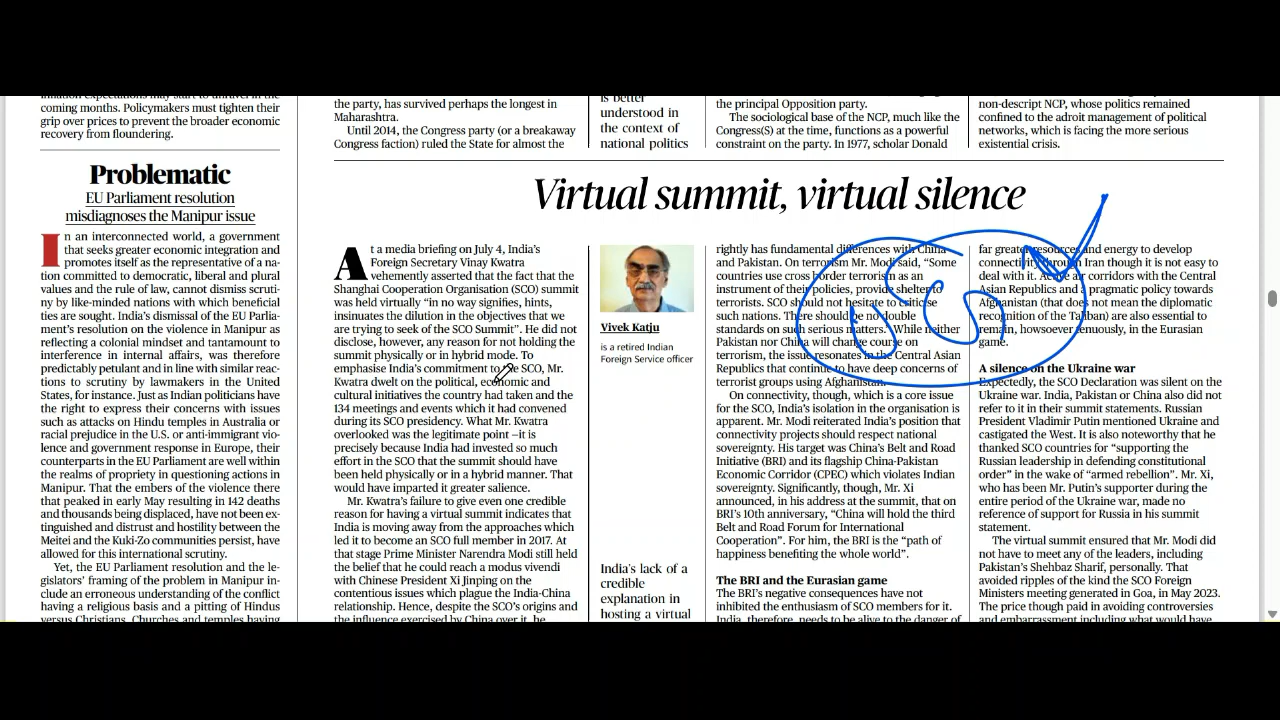 inflation expectations may start to unravel in the
coming months. Policymakers must tighten their
grip over prices to prevent the broader economic
recovery from floundering.
Problematic
EU Parliament resolution
misdiagnoses the Manipur issue
In an interconnected world, a government
that seeks greater economic integration and
promotes itself as the representative of a na-
tion committed to democratic, liberal and plural
values and the rule of law, cannot dismiss scruti-
ny by like-minded nations with which beneficial
ties are sought. India's dismissal of the EU Parlia-
ment's resolution on the violence in Manipur as
reflecting a colonial mindset and tantamount to
interference in internal affairs, was therefore
predictably petulant and in line with similar reac-
tions to scrutiny by lawmakers in the United
States, for instance. Just as Indian politicians have
the right to express their concerns with issues
such as attacks on Hindu temples in Australia or
racial prejudice in the U.S. or anti-immigrant vio-
lence and government response in Europe, their
counterparts in the EU Parliament are well within
the realms of propriety in questioning actions in
Manipur. That the embers of the violence there
that peaked in early May resulting in 142 deaths
and thousands being displaced, have not been ex-
tinguished and distrust and hostility between the
Meitei and the Kuki-Zo communities persist, have
allowed for this international scrutiny.
Yet, the EU Parliament resolution and the le-
gislators' framing of the problem in Manipur in-
clude an erroneous understanding of the conflict
having a religious basis and a pitting of Hindus
versus Christians. Churches and temples having
the party, has survived perhaps the longest in
Maharashtra.
Until 2014, the Congress party (or a breakaway
Congress faction) ruled the State for almost the
is better
understood in
the context of
national politics
the principal Opposition party.
The sociological base of the NCP, much like the
Congress(S) at the time, functions as a powerful
constraint on the party. In 1977, scholar Donald
non-descript NCP, whose politics remained
confined to the adroit management of political
networks, which is facing the more serious
existential crisis.
Virtual summit, virtual silence
At a media briefing on July 4, India's
Foreign Secretary Vinay Kwatra
vehemently asserted that the fact that the
Shanghai Cooperation Organisation (SCO) summit
was held virtually "in no way signifies, hints,
insinuates the dilution in the objectives that we
are trying to seek of the SCO Summit". He did not
disclose, however, any reason for not holding the
summit physically or in hybrid mode. To
emphasise India's commitment to the SCO, Mr.
Kwatra dwelt on the political, economic and
cultural initiatives the country had taken and the
134 meetings and events which it had convened
during its SCO presidency. What Mr. Kwatra
overlooked was the legitimate point — it is
precisely because India had invested so much
effort in the SCO that the summit should have
been held physically or in a hybrid manner. That
would have imparted it greater salience.
Mr. Kwatra's failure to give even one credible
reason for having a virtual summit indicates that
India is moving away from the approaches which
led it to become an SCO full member in 2017. At
that stage Prime Minister Narendra Modi still held
the belief that he could reach a modus vivendi
with Chinese President Xi Jinping on the
contentious issues which plague the India-China
relationship. Hence, despite the SCO's origins and
the influence exercised by China over it, he
Vivek Katju
is a retired Indian
Foreign Service officer
India's lack of a
credible
explanation in
hosting a virtual
rightly has fundamental differences with China
and Pakistan. On terrorism Mr. Modi said, "Some
countries use cross border terrorism as an
instrument of their policies, provide shelter to
terrorists. SCO should not hesitate to criticise
such nations. There should be no double
standards on such serious matters." While neither
Pakistan nor China will change course on
terrorism, the issue resonates in the Central Asian
Republics that continue to have deep concerns of
terrorist groups using Afghanistan.
On connectivity, though, which is a core issue
for the SCO, India's isolation in the organisation is
apparent. Mr. Modi reiterated India's position that
connectivity projects should respect national
sovereignty. His target was China's Belt and Road
Initiative (BRI) and its flagship China-Pakistan
Economic Corridor (CPEC) which violates Indian
sovereignty. Significantly, though, Mr. Xi
announced, in his address at the summit, that on
BRI's 10th anniversary, "China will hold the third
Belt and Road Forum for International
Cooperation". For him, the BRI is the "path of
happiness benefiting the whole world".
The BRI and the Eurasian game
The BRI's negative consequences have not
inhibited the enthusiasm of SCO members for it.
India, therefore, needs to be alive to the danger of
far greater resources and energy to develop
connectivity through Iran though it is not easy to
deal with it. Active air corridors with the Central
Asian Republics and a pragmatic policy towards
Afghanistan (that does not mean the diplomatic
recognition of the Taliban) are also essential to
remain, howsoever tenuously, in the Eurasian
game.
A silence on the Ukraine war
Expectedly, the SCO Declaration was silent on the
Ukraine war. India, Pakistan or China also did not
refer to it in their summit statements. Russian
President Vladimir Putin mentioned Ukraine and
castigated the West. It is also noteworthy that he
thanked SCO countries for "supporting the
Russian leadership in defending constitutional
order" in the wake of "armed rebellion". Mr. Xi,
who has been Mr. Putin's supporter during the
entire period of the Ukraine war, made no
reference of support for Russia in his summit
statement.
The virtual summit ensured that Mr. Modi did
not have to meet any of the leaders, including
Pakistan's Shehbaz Sharif, personally. That
avoided ripples of the kind the SCO Foreign
Ministers meeting generated in Goa, in May 2023.
The price though paid in avoiding controversies
and embarrassment including what would have